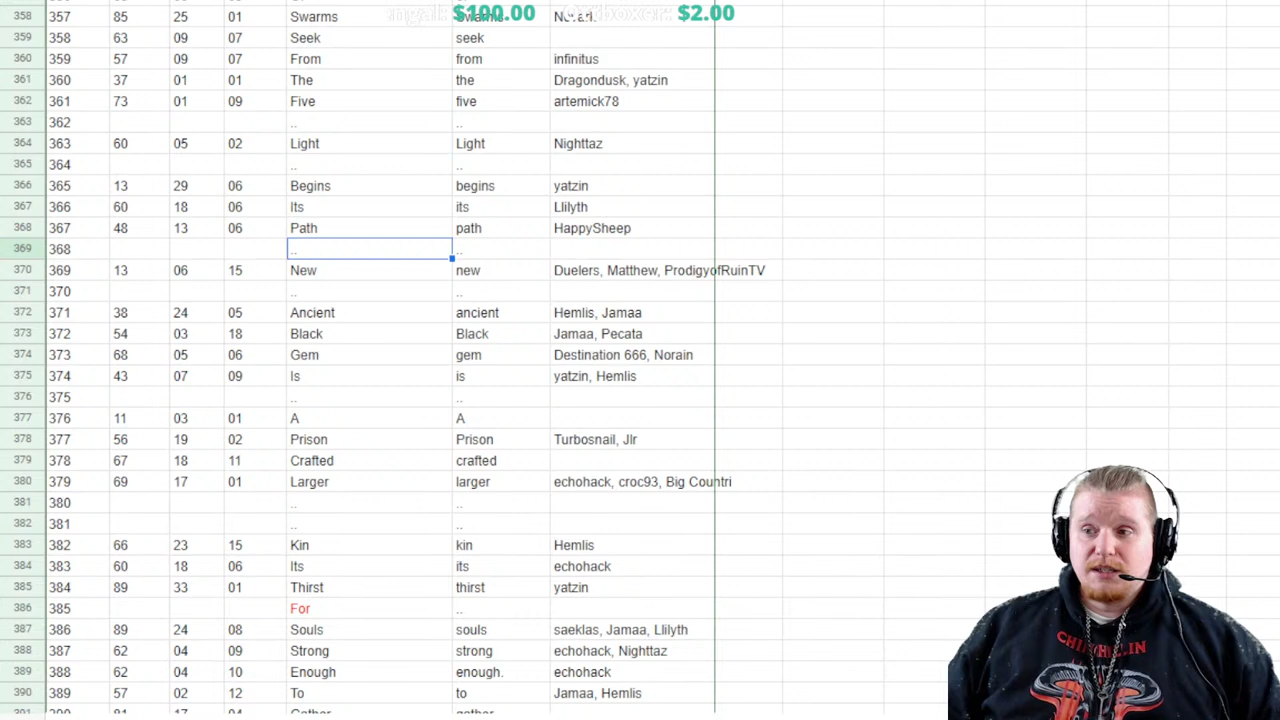 $100.00 $2.00
358 357 85 25 01 Swarms Swarms
359 358 63 09 07 Seek seek
360 359 57 09 07 From from infinitus
361 360 37 01 01 The the Dragondusk, yatzin
362 361 73 01 09 Five five artemick78
363 362 .. ..
364 363 60 05 02 Light Light Nighttaz
365 364 .. ..
366 365 13 29 06 Begins begins yatzin
367 366 60 18 06 Its its Llilyth
368 367 48 13 06 Path path HappySheep
369 368 .. ..
370 369 13 06 15 New new Duelers, Matthew, ProdigyofRuinTV
371 370 .. ..
372 371 38 24 05 Ancient ancient Hemlis, Jamaa
373 372 54 03 18 Black Black Jamaa, Pecata
374 373 68 05 06 Gem gem Destination 666, Norain
375 374 43 07 09 Is is yatzin, Hemlis
376 375 .. ..
377 376 11 03 01 A A
378 377 56 19 02 Prison Prison Turbosnail, Jlr
379 378 67 18 11 Crafted crafted
380 379 69 17 01 Larger larger echohack, croc93, Big Countri
381 380 .. ..
382 381 .. ..
383 382 66 23 15 Kin kin Hemlis
384 383 60 18 06 Its its echohack
385 384 89 33 01 Thirst thirst yatzin
386 385 For ..
387 386 89 24 08 Souls souls saeklas, Jamaa, Llilyth
388 387 62 04 09 Strong strong echohack, Nighttaz
389 388 62 04 10 Enough enough. echohack
390 389 57 02 12 To to Jamaa, Hemlis
391 390 81 17 04 Gather gather